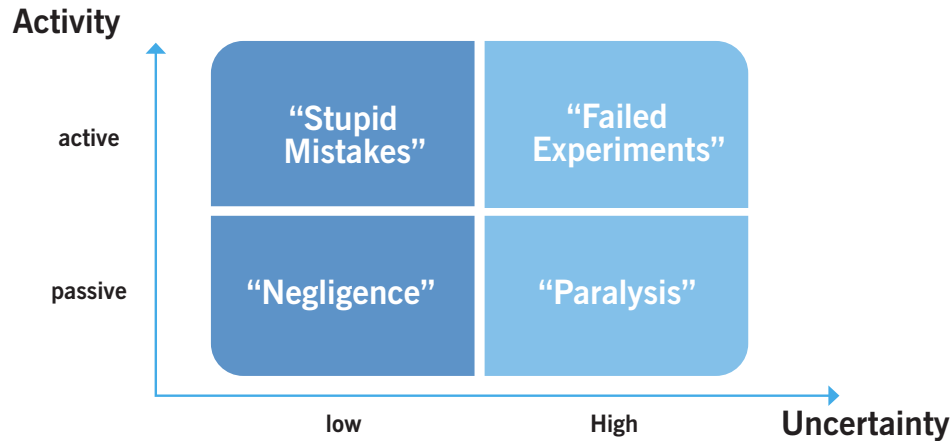 Activity
active
“Stupid
Mistakes”
“Failed
Experiments”
passive
“Negligence”
“Paralysis”
low
High
Uncertainty